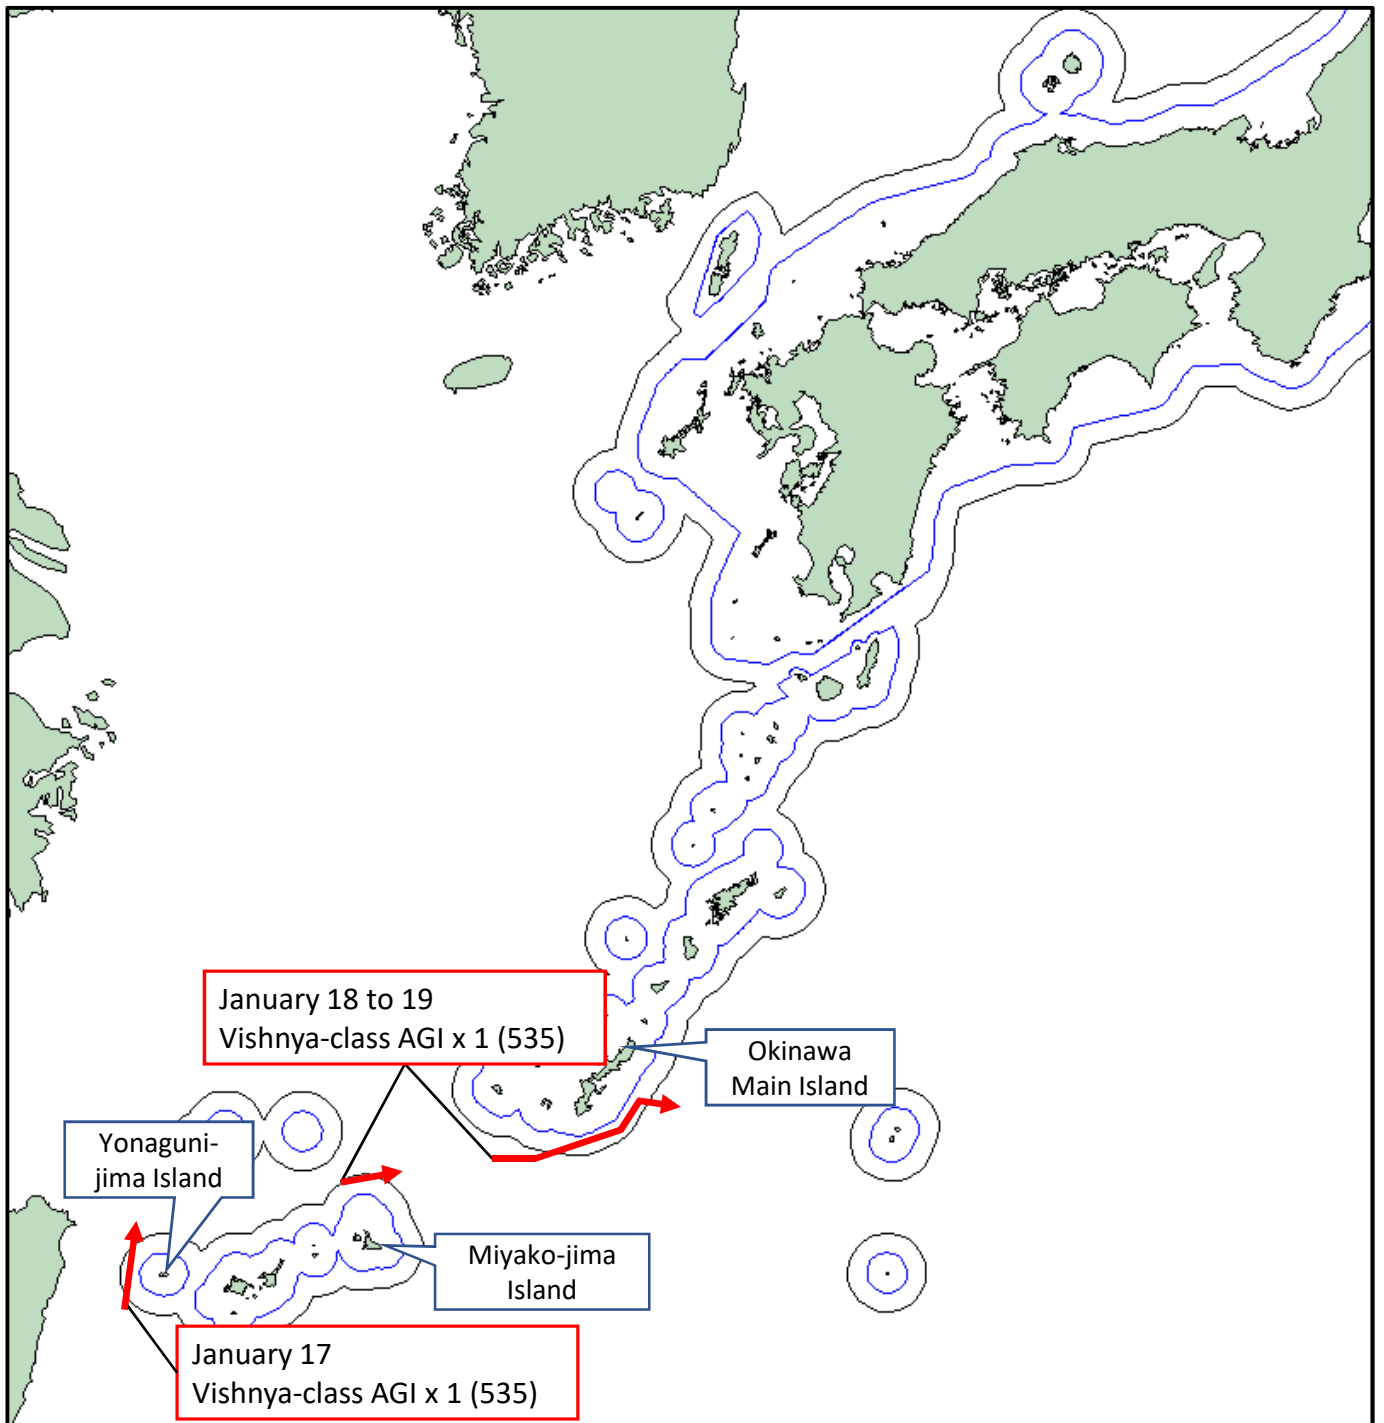 January 18 to 19
Vishnya-class AGI x 1 (535)
Okinawa
Main Island
Yonaguni-
jima Island
Miyako-jima
Island
January 17
Vishnya-class AGI x 1 (535)